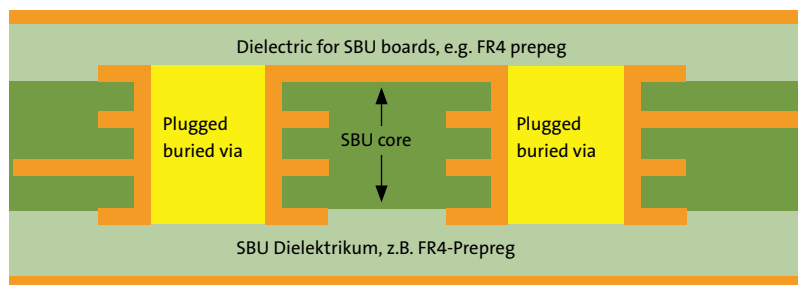 Dielectric for SBU boards, e.g. FR4 prepeg
Plugged
buried via
SBU core
Plugged
buried via
SBU Dielektrikum, z.B. FR4-Prepreg